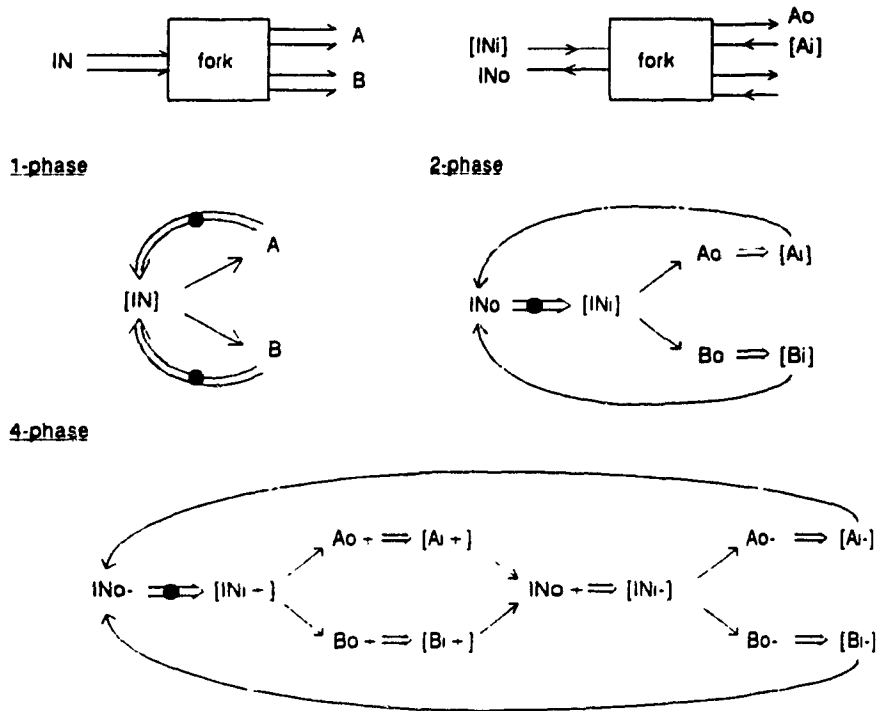 IN
fork
A
B
[INi]
INo
fork
Ao
[Ai]
1-phase
[IN]
A
B
2-phase
INo
[INi]
Ao [Ai]
Bo [Bi]
4-phase
INo-
[INi+]
Ao+ [Ai+]
Bo+ [Bi+]
INo+ [INi-]
Ao- [Ai-]
Bo- [Bi-]